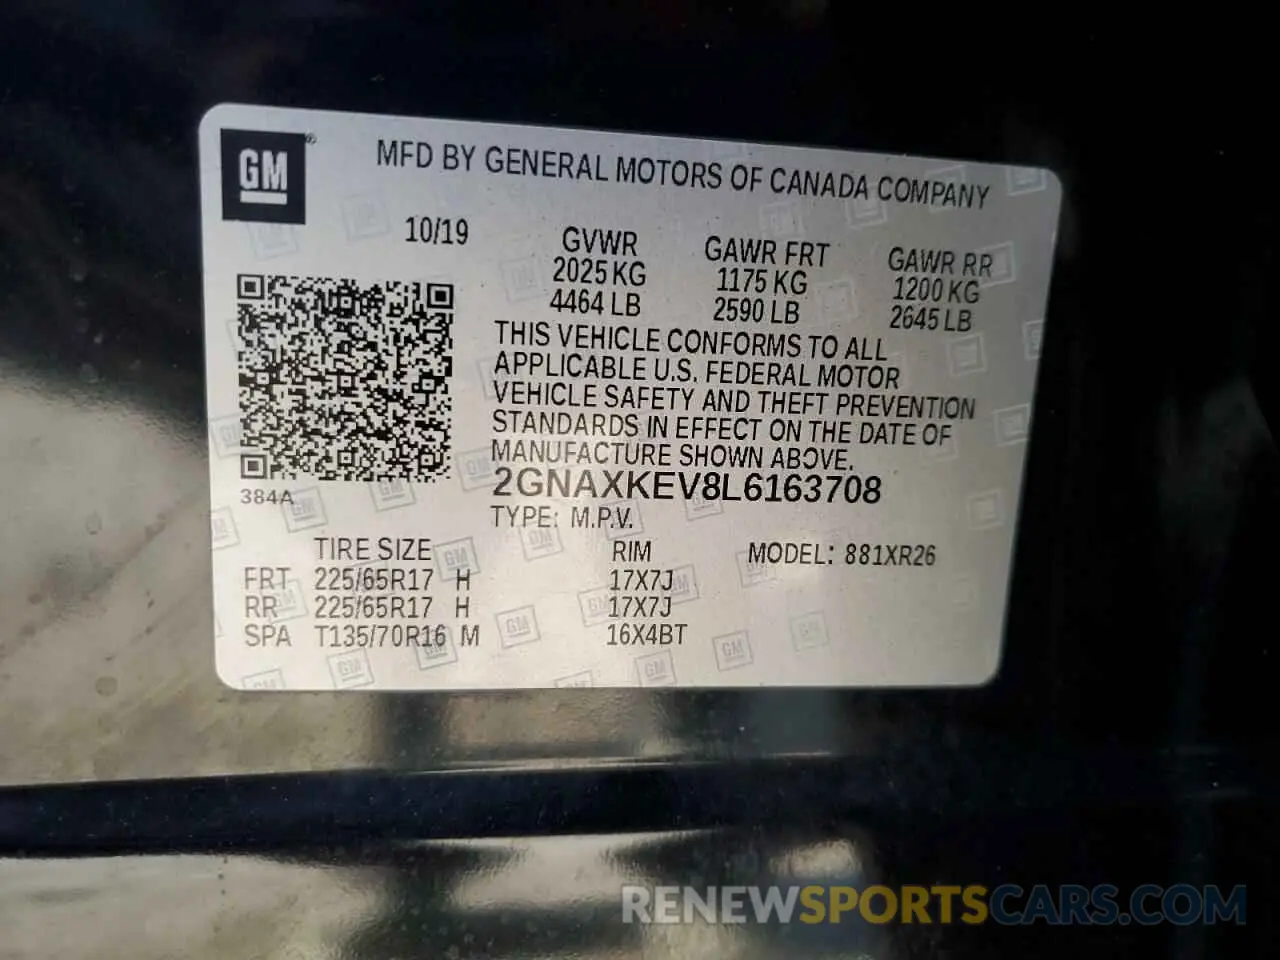 GM®
MFD BY GENERAL MOTORS OF CANADA COMPANY
10/19
GVWR GAWR FRT GAWR RR
2025 KG 1175 KG 1200 KG
4464 LB 2590 LB 2645 LB
THIS VEHICLE CONFORMS TO ALL
APPLICABLE U.S. FEDERAL MOTOR
VEHICLE SAFETY AND THEFT PREVENTION
STANDARDS IN EFFECT ON THE DATE OF
MANUFACTURE SHOWN ABOVE.
384A
2GNAXKEV8L6163708
TYPE: M.P.V.
TIRE SIZE RIM MODEL: 881XR26
FRT 225/65R17 H 17X7J
RR 225/65R17 H 17X7J
SPA T135/70R16 M 16X4BT
RENEWSPORTSCARS.COM